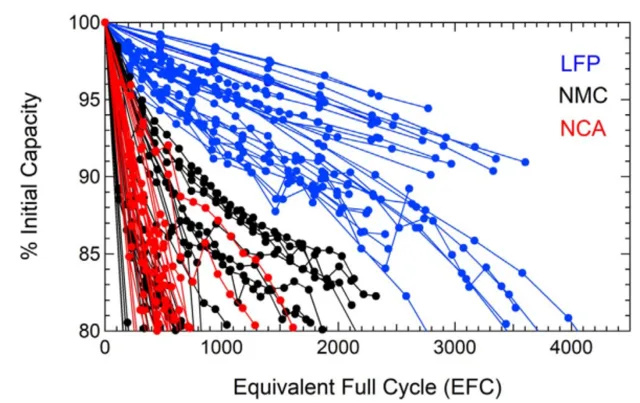 100
95
90
85
80
% Initial Capacity
LFP
NMC
NCA
0 1000 2000 3000 4000
Equivalent Full Cycle (EFC)